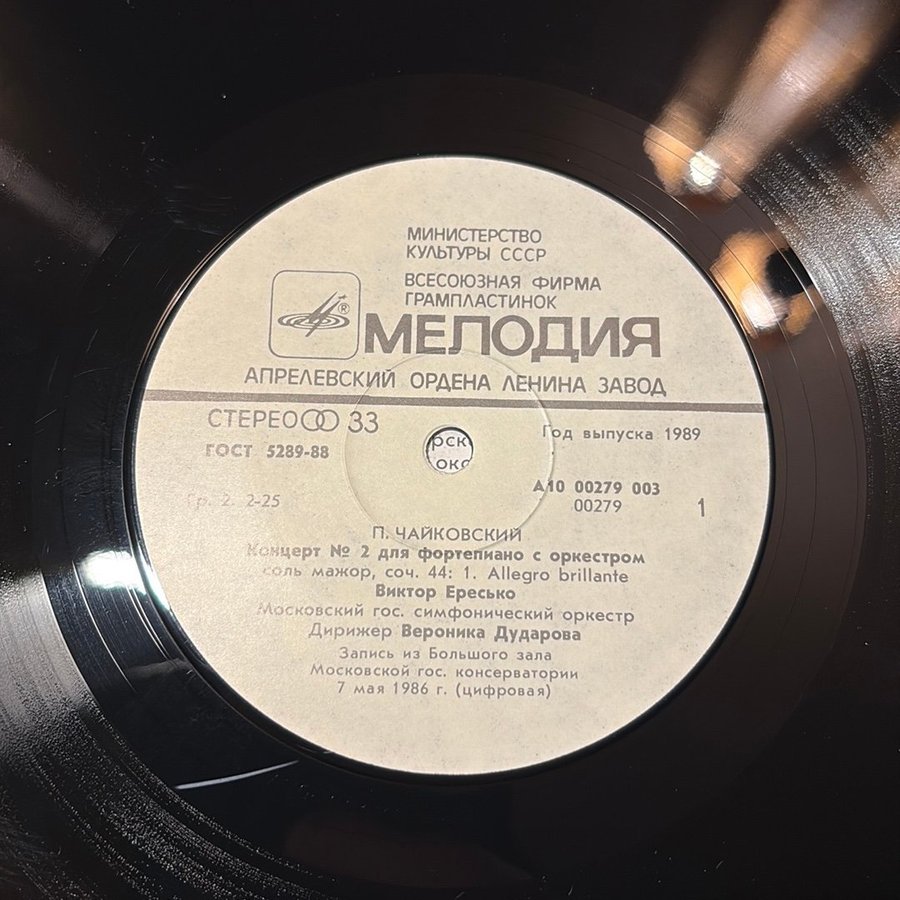 МИНИСТЕРСТВО
КУЛЬТУРЫ СССР
ВСЕСОЮЗНАЯ ФИРМА
ГРАМПЛАСТИНОК
®
МЕЛОДИЯ
АПРЕЛЕВСКИЙ ОРДЕНА ЛЕНИНА ЗАВОД
СТЕРЕО 33
ГОСТ 5289-88
Год выпуска 1989
А10 00279 003
Гр. 2. 2-25
00279
1
П. ЧАЙКОВСКИЙ
Концерт № 2 для фортепиано с оркестром
соль мажор, соч. 44: 1. Allegro brillante
Виктор Ересько
Московский гос. симфонический оркестр
Дирижер Вероника Дударова
Запись из Большого зала
Московской гос. консерватории
7 мая 1986 г. (цифровая)